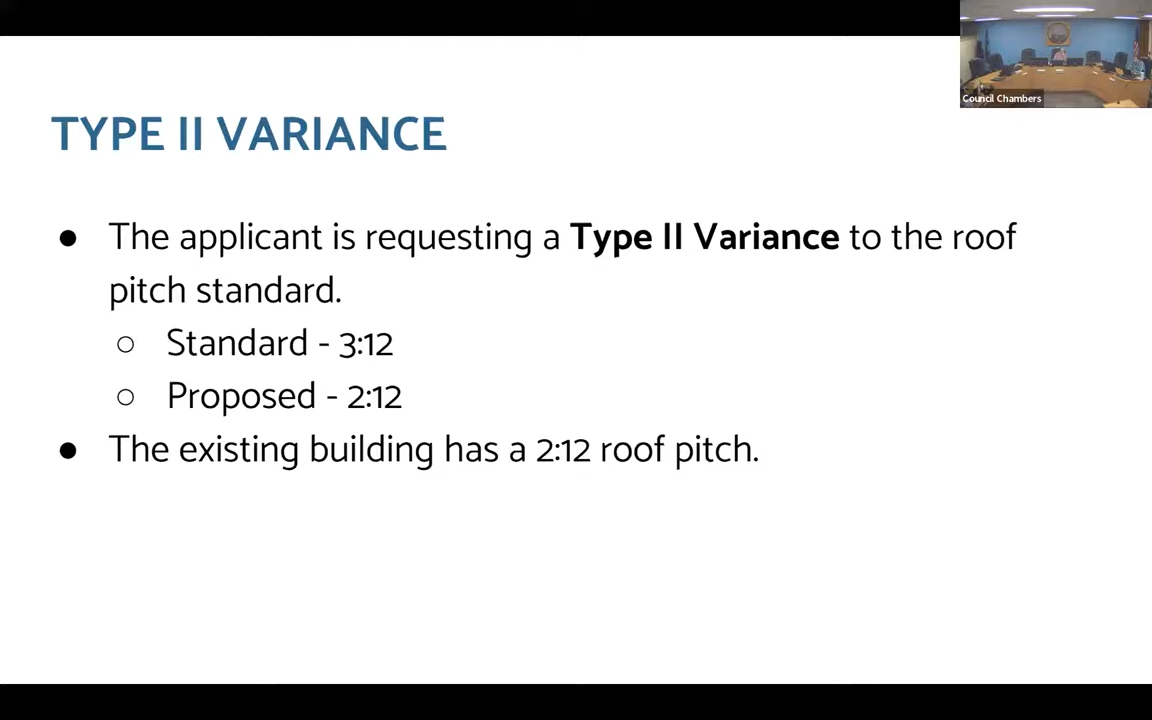 Council Chambers
TYPE II VARIANCE
● The applicant is requesting a Type II Variance to the roof
pitch standard.
○ Standard - 3:12
○ Proposed - 2:12
● The existing building has a 2:12 roof pitch.